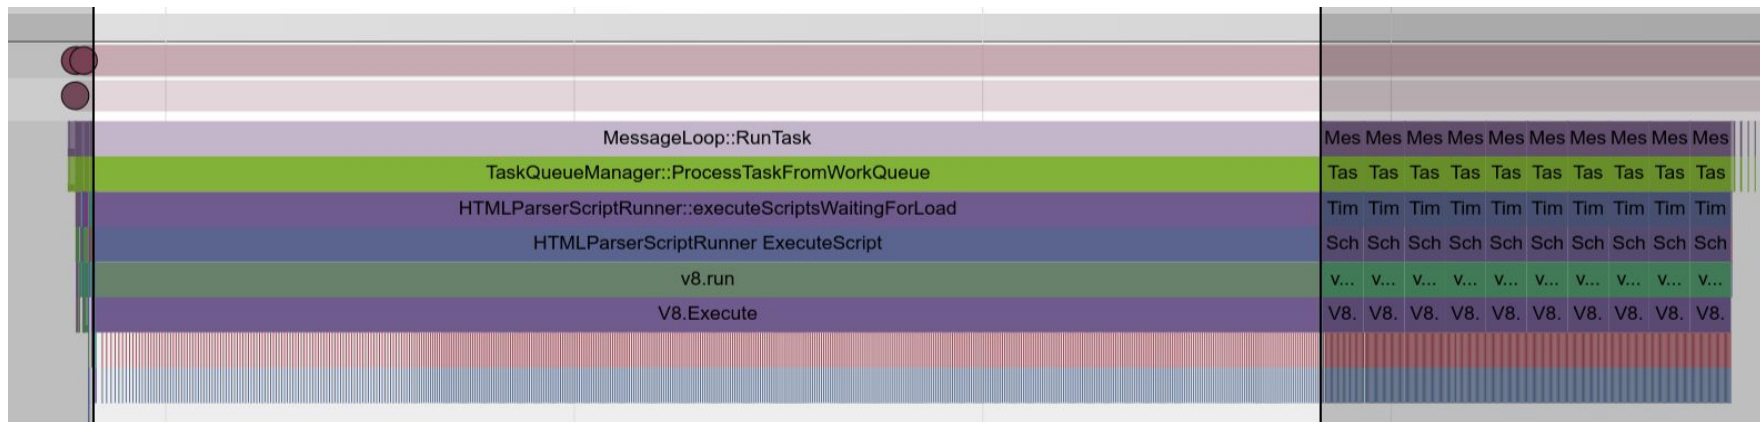 MessageLoop::RunTask Mes Mes Mes Mes Mes Mes Mes Mes Mes Mes
TaskQueueManager::ProcessTaskFromWorkQueue Tas Tas Tas Tas Tas Tas Tas Tas Tas Tas
HTMLParserScriptRunner::executeScriptsWaitingForLoad Tim Tim Tim Tim Tim Tim Tim Tim Tim Tim
HTMLParserScriptRunner ExecuteScript Sch Sch Sch Sch Sch Sch Sch Sch Sch Sch
v8.run v... v... v... v... v... v... v... v... v... v...
V8.Execute V8. V8. V8. V8. V8. V8. V8. V8. V8. V8.